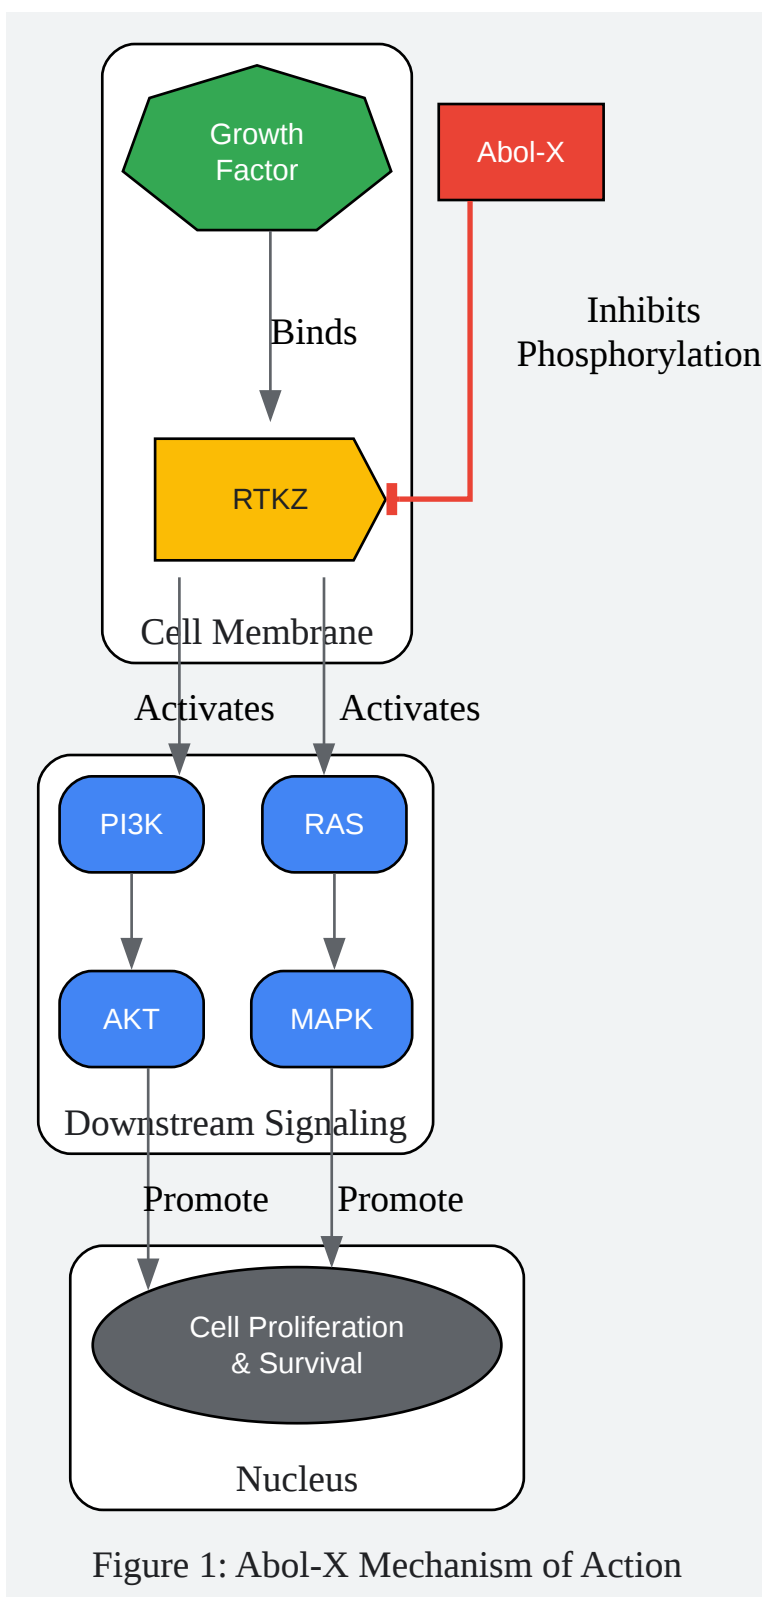 Growth
Factor
Abol-X
Inhibits
Phosphorylation
Binds
RTKZ
Cell Membrane
Activates
Activates
PI3K
RAS
AKT
MAPK
Downstream Signaling
Promote
Promote
Cell Proliferation
& Survival
Nucleus
Figure 1: Abol-X Mechanism of Action